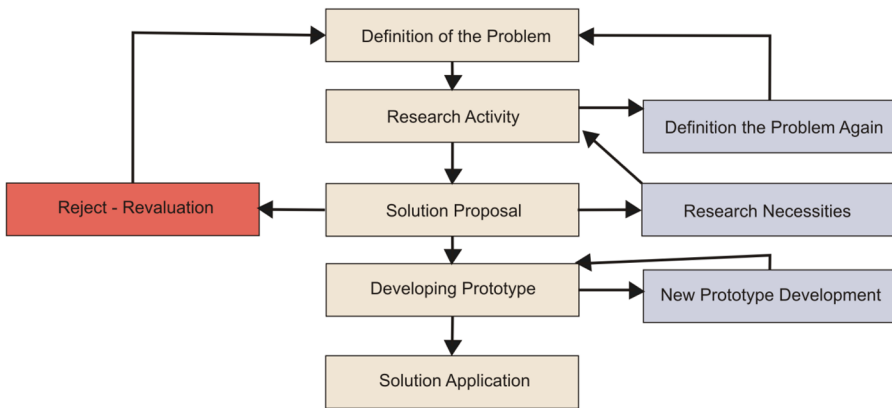 Definition of the Problem
Research Activity
Definition the Problem Again
Reject - Revaluation
Solution Proposal
Research Necessities
Developing Prototype
New Prototype Development
Solution Application